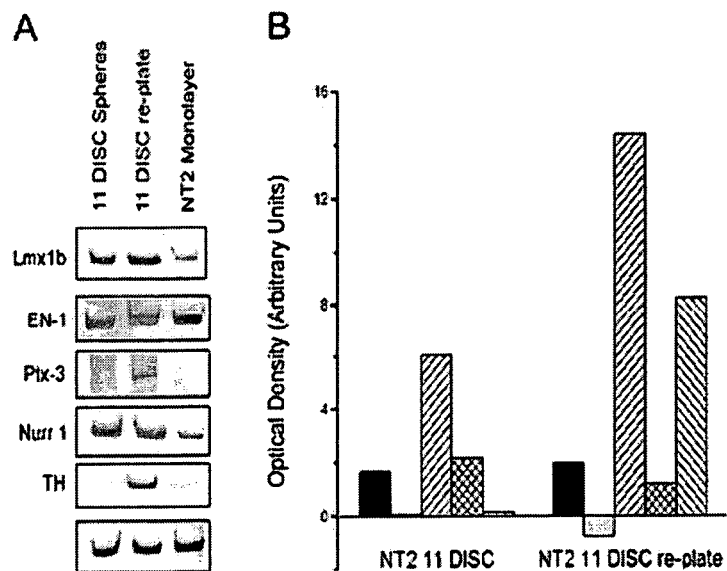 A
B
11 DISC Spheres
11 DISC re-plate
NT2 Monolayer
Lmx1b
EN-1
Ptx-3
Nurr 1
TH
Optical Density (Arbitrary Units)
16
12
8
4
0
NT2 11 DISC
NT2 11 DISC re-plate